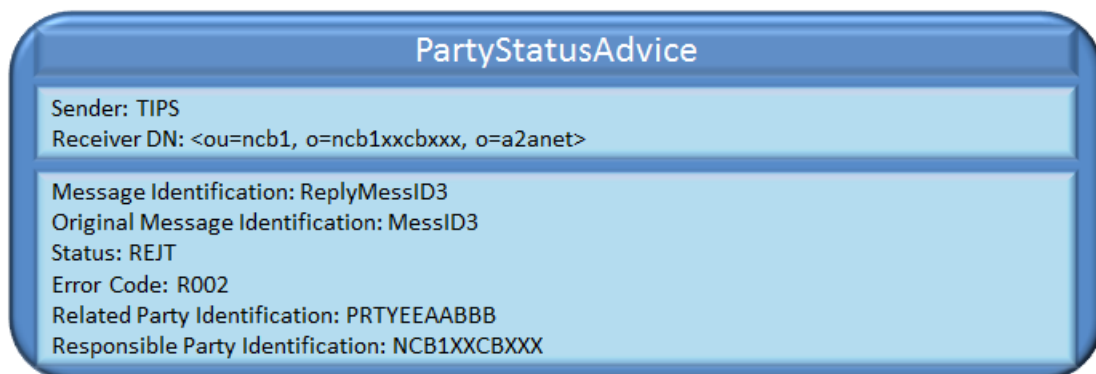 PartyStatusAdvice
Sender: TIPS
Receiver DN: <ou=ncb1, o=ncb1xxcbxxx, o=a2anet>
Message Identification: ReplyMessID3
Original Message Identification: MessID3
Status: REJT
Error Code: R002
Related Party Identification: PRTYEEAABBB
Responsible Party Identification: NCB1XXCBXXX